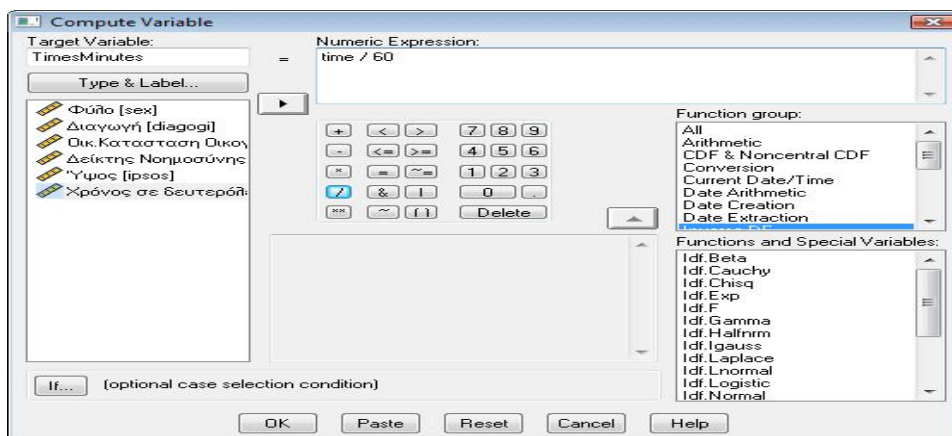 Compute Variable
Target Variable:
TimesMinutes
=
Numeric Expression:
time / 60
Type & Label...
Φύλο [sex]
Διαγωγή [diagogi]
Οικ.Κατασταση Οικογ
Δείκτης Νοημοσύνης
Ύψος [ipsos]
Χρόνος σε δευτερόλ
+ < > 7 8 9
- <= >= 4 5 6
* = ~= 1 2 3
/ & | 0 .
** ~ () Delete
Function group:
All
Arithmetic
CDF & Noncentral CDF
Conversion
Current Date/Time
Date Arithmetic
Date Creation
Date Extraction
Inverse DF
Functions and Special Variables:
Idf.Beta
Idf.Cauchy
Idf.Chisq
Idf.Exp
Idf.F
Idf.Gamma
Idf.Halfnrm
Idf.Igauss
Idf.Laplace
Idf.Lnormal
Idf.Logistic
Idf.Normal
If... (optional case selection condition)
OK Paste Reset Cancel Help